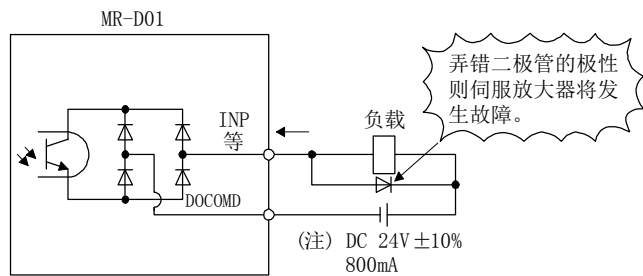 MR-D01
弄错二极管的极性
则伺服放大器将发
生故障。
INP
等
负载
DOCOMD
(注) DC 24V±10%
800mA